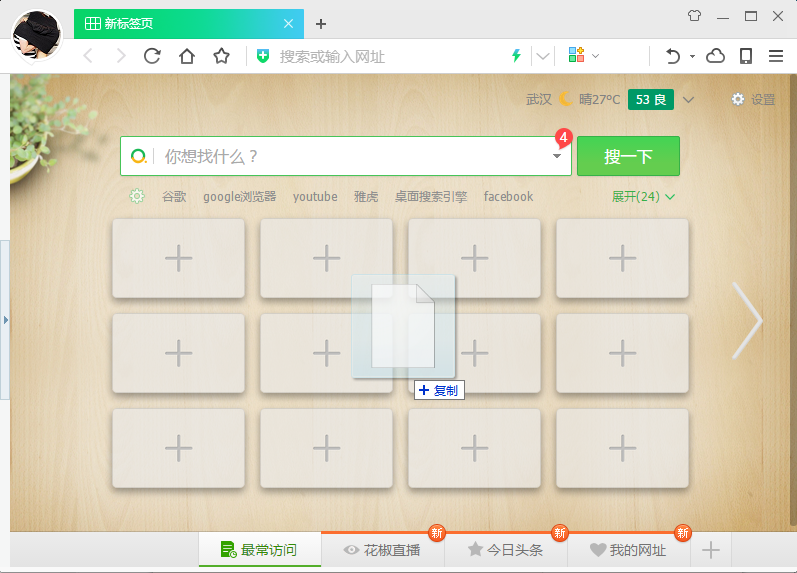 新标签页
搜索或输入网址
武汉 晴27ºC 53 良 设置
4
你想找什么？ 搜一下
谷歌 google浏览器 youtube 雅虎 桌面搜索引擎 facebook 展开(24)
复制
新 新 新
最常访问 花椒直播 今日头条 我的网址